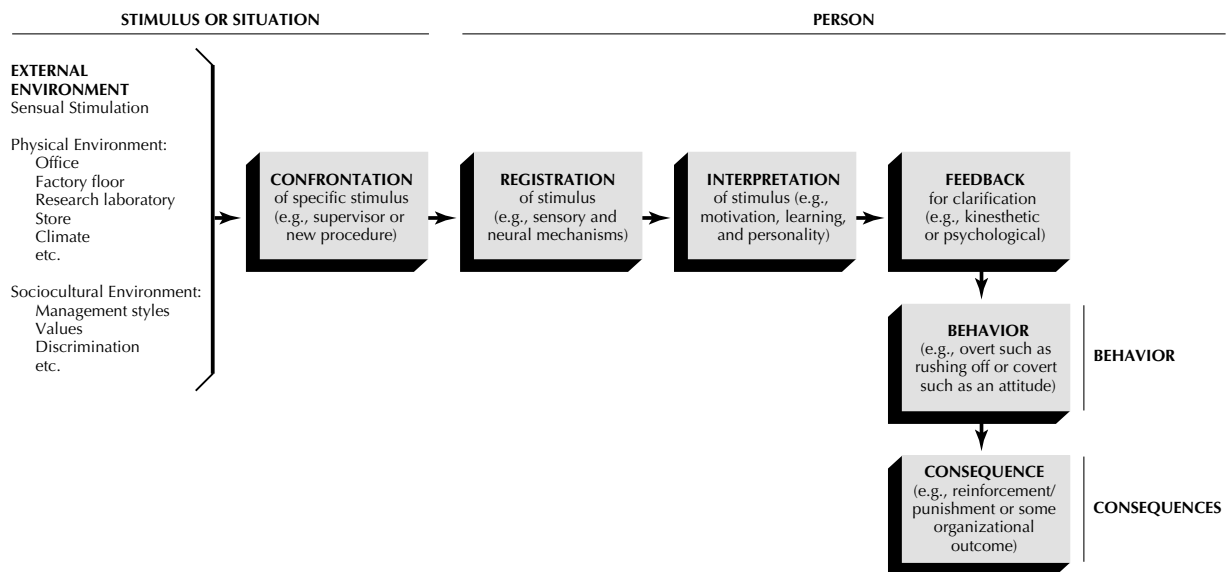 STIMULUS OR SITUATION
PERSON
EXTERNAL
ENVIRONMENT
Sensual Stimulation
Physical Environment:
Office
Factory floor
Research laboratory
Store
Climate
etc.
Sociocultural Environment:
Management styles
Values
Discrimination
etc.
CONFRONTATION
of specific stimulus
(e.g., supervisor or
new procedure)
REGISTRATION
of stimulus
(e.g., sensory and
neural mechanisms)
INTERPRETATION
of stimulus (e.g.,
motivation, learning,
and personality)
FEEDBACK
for clarification
(e.g., kinesthetic
or psychological)
BEHAVIOR
(e.g., overt such as
rushing off or covert
such as an attitude)
BEHAVIOR
CONSEQUENCE
(e.g., reinforcement/
punishment or some
organizational
outcome)
CONSEQUENCES